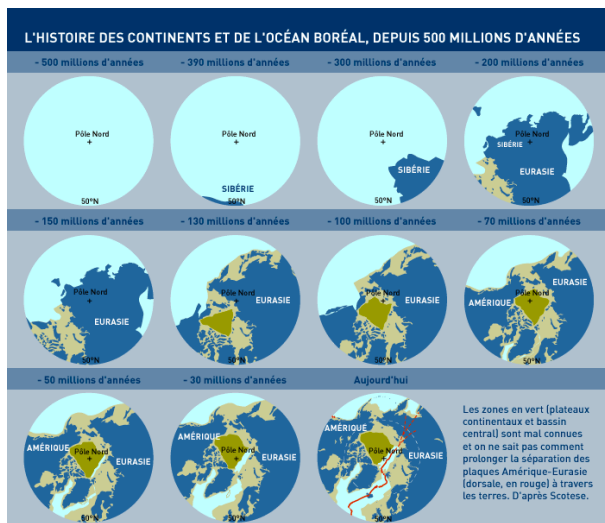 L'HISTOIRE DES CONTINENTS ET DE L'OCÉAN BORÉAL, DEPUIS 500 MILLIONS D'ANNÉES
- 500 millions d'années
- 390 millions d'années
- 300 millions d'années
- 200 millions d'années
Pôle Nord
50°N
Pôle Nord
SIBÉRIE
50°N
Pôle Nord
SIBÉRIE
50°N
Pôle Nord
SIBÉRIE
EURASIE
50°N
- 150 millions d'années
- 130 millions d'années
- 100 millions d'années
- 70 millions d'années
Pôle Nord
EURASIE
50°N
Pôle Nord
EURASIE
50°N
Pôle Nord
EURASIE
50°N
Pôle Nord
AMÉRIQUE
EURASIE
50°N
- 50 millions d'années
- 30 millions d'années
Aujourd'hui
AMÉRIQUE
Pôle Nord
EURASIE
50°N
AMÉRIQUE
Pôle Nord
EURASIE
50°N
Pôle Nord
50°N
Les zones en vert (plateaux
continentaux et bassin
central) sont mal connues
et on ne sait pas comment
prolonger la séparation des
plaques Amérique-Eurasie
(dorsale, en rouge) à travers
les terres. D'après Scotese.